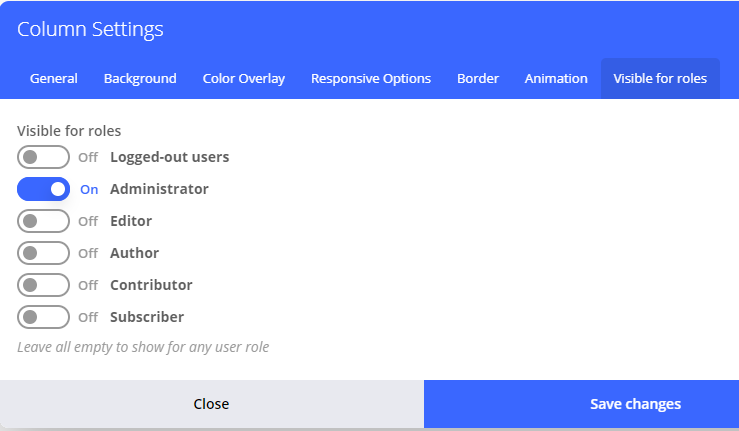 Column Settings
General Background Color Overlay Responsive Options Border Animation Visible for roles
Visible for roles
Off Logged-out users
On Administrator
Off Editor
Off Author
Off Contributor
Off Subscriber
Leave all empty to show for any user role
Close Save changes